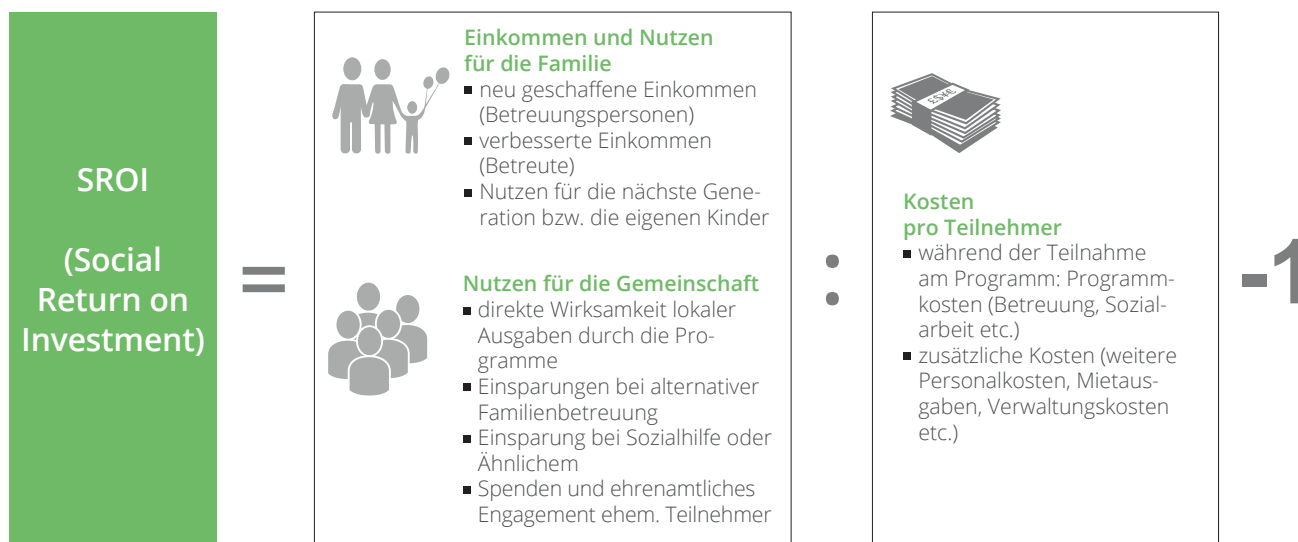 SROI
(Social
Return on
Investment)
=
Einkommen und Nutzen
für die Familie
▪ neu geschaffene Einkommen
(Betreuungspersonen)
▪ verbesserte Einkommen
(Betreute)
▪ Nutzen für die nächste Gene-
ration bzw. die eigenen Kinder
Nutzen für die Gemeinschaft
▪ direkte Wirksamkeit lokaler
Ausgaben durch die Pro-
gramme
▪ Einsparungen bei alternativer
Familienbetreuung
▪ Einsparung bei Sozialhilfe oder
Ähnlichem
▪ Spenden und ehrenamtliches
Engagement ehem. Teilnehmer
:
£$¥€
Kosten
pro Teilnehmer
▪ während der Teilnahme
am Programm: Programm-
kosten (Betreuung, Sozial-
arbeit etc.)
▪ zusätzliche Kosten (weitere
Personalkosten, Mietaus-
gaben, Verwaltungskosten
etc.)
-1